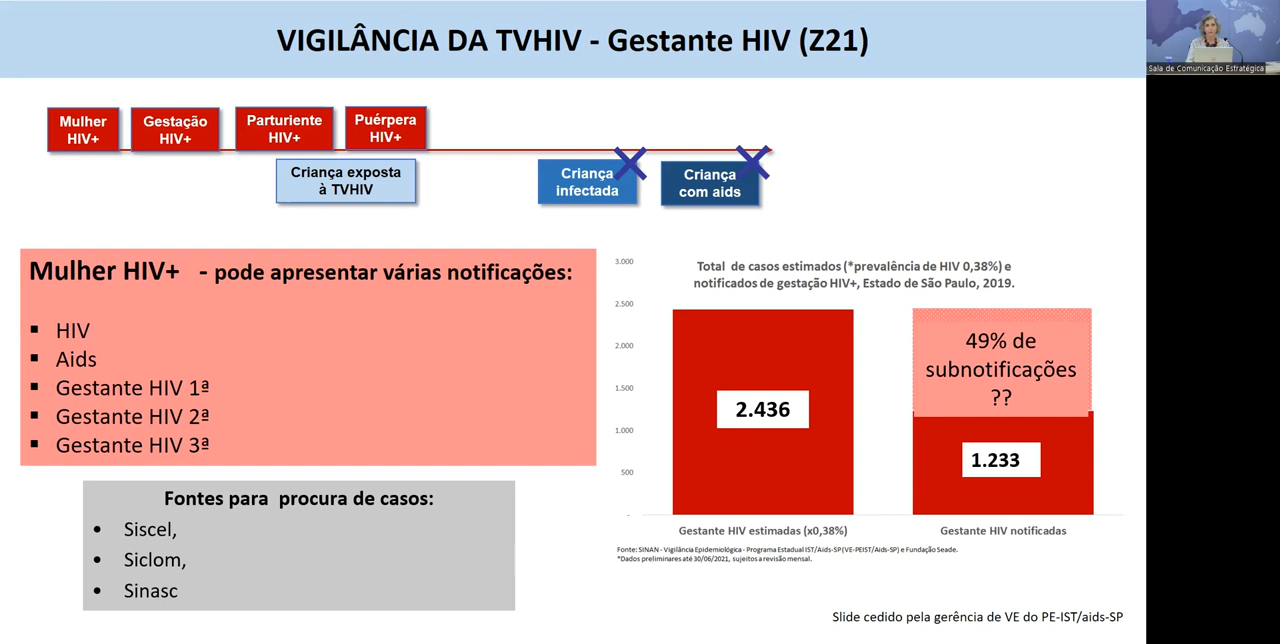 VIGILÂNCIA DA TVHIV - Gestante HIV (Z21)
Sala de Comunicação Estratégica
Mulher
HIV+
Gestação
HIV+
Parturiente
HIV+
Puérpera
HIV+
Criança exposta
à TVHIV
Criança
infectada
Criança
com aids
Mulher HIV+ - pode apresentar várias notificações:
▪ HIV
▪ Aids
▪ Gestante HIV 1ª
▪ Gestante HIV 2ª
▪ Gestante HIV 3ª
Fontes para procura de casos:
• Siscel,
• Siclom,
• Sinasc
Total de casos estimados (*prevalência de HIV 0,38%) e
notificados de gestação HIV+, Estado de São Paulo, 2019.
3.000
2.500
2.000
1.500
1.000
500
-
2.436
49% de
subnotificações
??
1.233
Gestante HIV estimadas (x0,38%)
Gestante HIV notificadas
Fonte: SINAN - Vigilância Epidemiológica - Programa Estadual IST/Aids-SP (VE-PEIST/Aids-SP) e Fundação Seade.
*Dados preliminares até 30/06/2021, sujeitos a revisão mensal.
Slide cedido pela gerência de VE do PE-IST/aids-SP